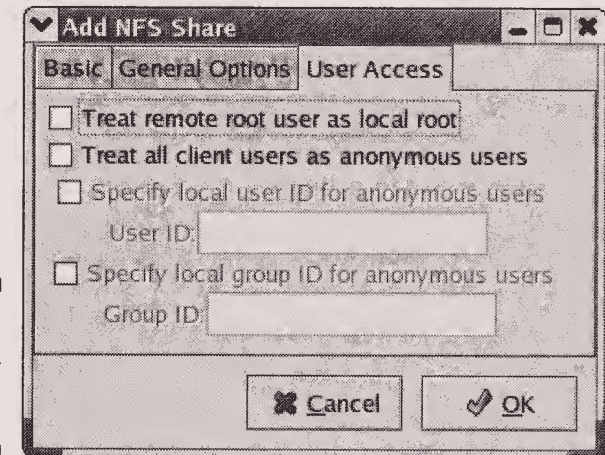 Add NFS Share
Basic General Options User Access
Treat remote root user as local root
Treat all client users as anonymous users
Specify local user ID for anonymous users
User ID:
Specify local group ID for anonymous users
Group ID:
Cancel OK